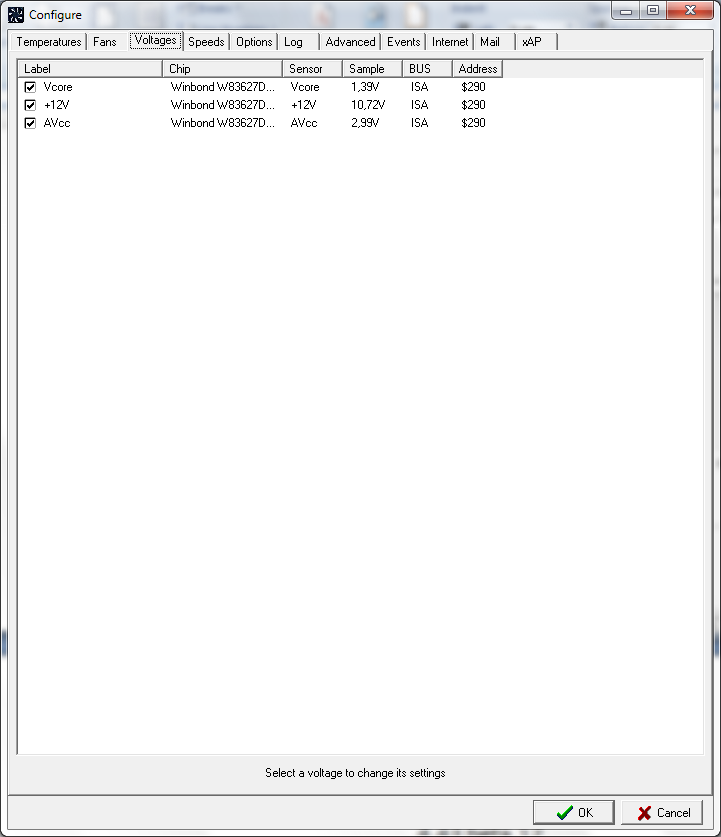 Configure
Temperatures Fans Voltages Speeds Options Log Advanced Events Internet Mail xAP
Label Chip Sensor Sample BUS Address
Vcore Winbond W83627D... Vcore 1,39V ISA $290
+12V Winbond W83627D... +12V 10,72V ISA $290
AVcc Winbond W83627D... AVcc 2,99V ISA $290
Select a voltage to change its settings
OK Cancel